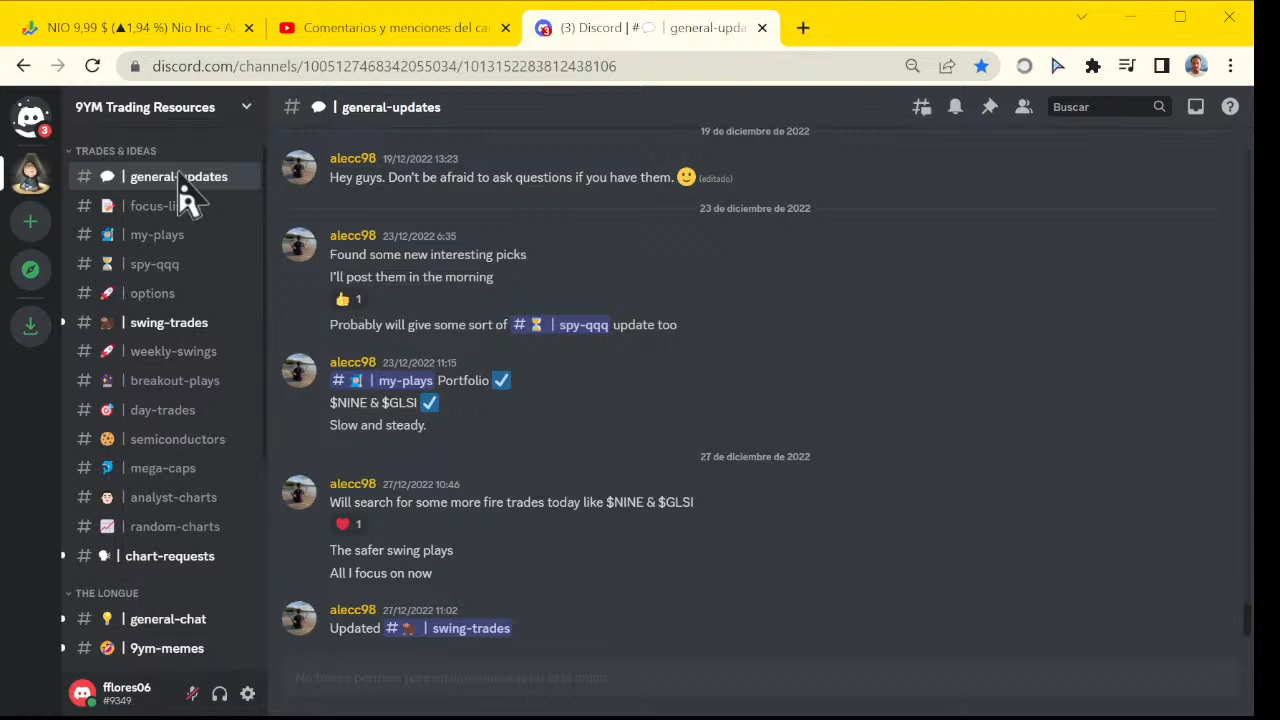 NIO 9,99 $ (▲1,94 %) Nio Inc - A
Comentarios y menciones del ca
(3) Discord | # | general-upda
discord.com/channels/1005127468342055034/1013152283812438106
3
9YM Trading Resources
# | general-updates
Buscar
TRADES & IDEAS
# | general-updates
# | focus-li
# | my-plays
# | spy-qqq
# | options
# | swing-trades
# | weekly-swings
# | breakout-plays
# | day-trades
# | semiconductors
# | mega-caps
# | analyst-charts
# | random-charts
# | chart-requests
THE LONGUE
# | general-chat
# | 9ym-memes
fflores06
#9349
19 de diciembre de 2022
alecc98 19/12/2022 13:23
Hey guys. Don't be afraid to ask questions if you have them. 🙂 (editado)
23 de diciembre de 2022
alecc98 23/12/2022 6:35
Found some new interesting picks
I'll post them in the morning
👍 1
Probably will give some sort of # ⏳ | spy-qqq update too
alecc98 23/12/2022 11:15
# | my-plays Portfolio ☑️
$NINE & $GLSI ☑️
Slow and steady.
27 de diciembre de 2022
alecc98 27/12/2022 10:46
Will search for some more fire trades today like $NINE & $GLSI
❤️ 1
The safer swing plays
All I focus on now
alecc98 27/12/2022 11:02
Updated # | swing-trades